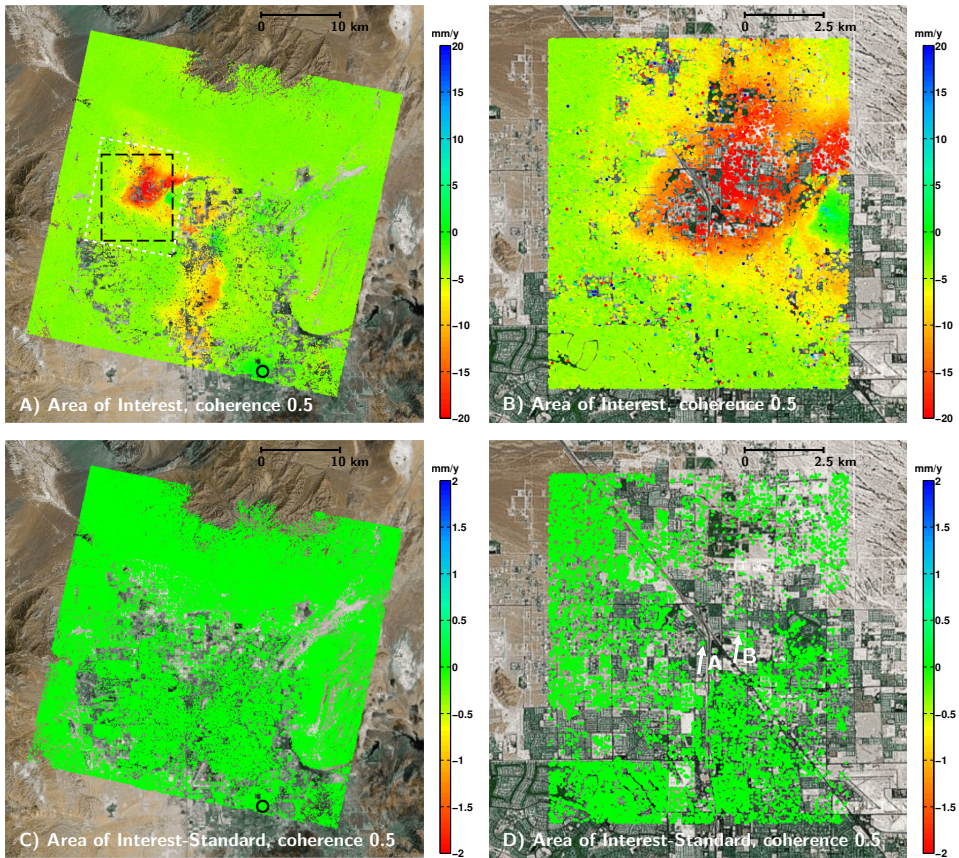 0 10 km
mm/y
20
15
10
5
0
−5
−10
−15
−20
A) Area of Interest, coherence 0.5
0 2.5 km
mm/y
20
15
10
5
0
−5
−10
−15
−20
B) Area of Interest, coherence 0.5
0 10 km
mm/y
2
1.5
1
0.5
0
−0.5
−1
−1.5
−2
C) Area of Interest-Standard, coherence 0.5
0 2.5 km
mm/y
2
1.5
1
0.5
0
−0.5
−1
−1.5
−2
A
B
D) Area of Interest-Standard, coherence 0.5